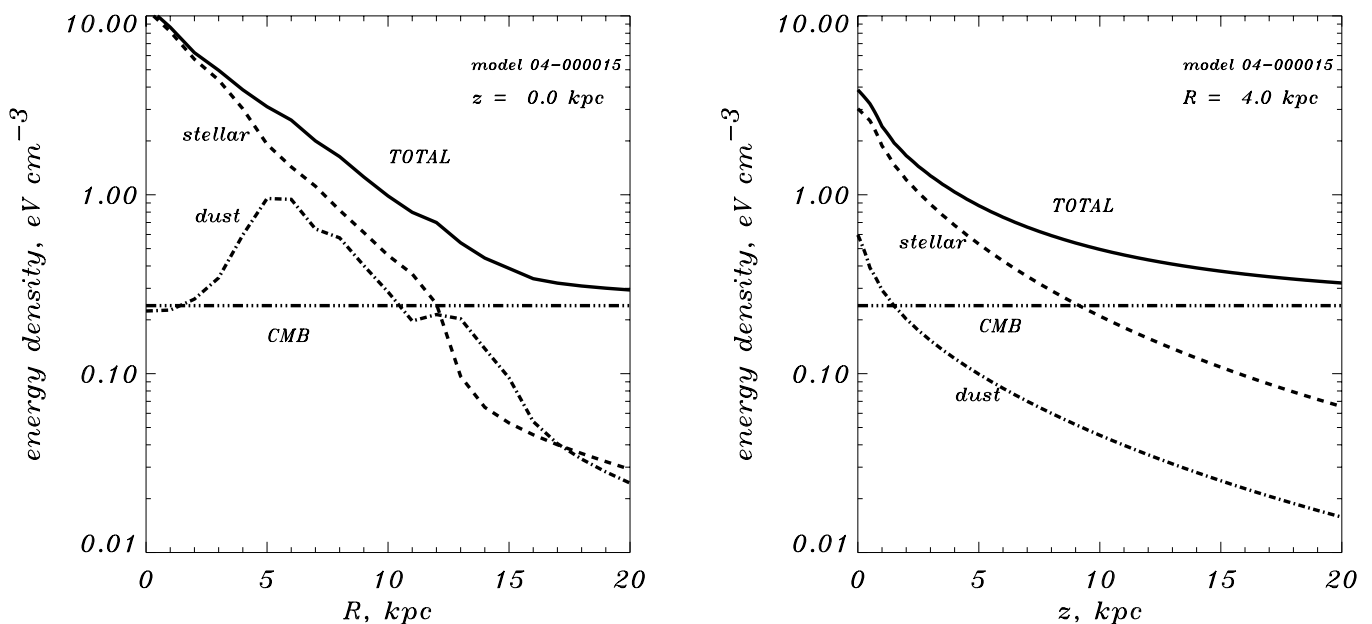 10.00
1.00
0.10
0.01
energy density, eV cm−3
model 04−000015
z = 0.0 kpc
stellar
TOTAL
dust
CMB
0 5 10 15 20
R, kpc
10.00
1.00
0.10
0.01
energy density, eV cm−3
model 04−000015
R = 4.0 kpc
TOTAL
stellar
CMB
dust
0 5 10 15 20
z, kpc